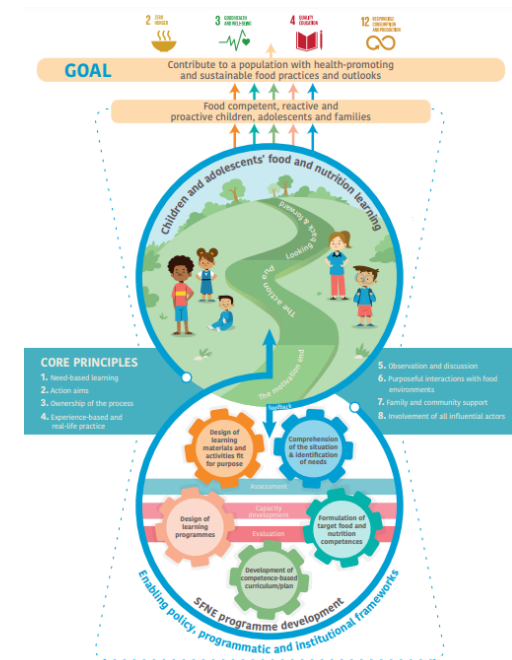 2 ZERO
HUNGER
3 GOOD HEALTH
AND WELL-BEING
4 QUALITY
EDUCATION
12 RESPONSIBLE
CONSUMPTION
AND PRODUCTION
GOAL
Contribute to a population with health-promoting
and sustainable food practices and outlooks
Food competent, reactive and
proactive children, adolescents and families
Children and adolescents' food and nutrition learning
Looking back & forward
The action
The motivation
CORE PRINCIPLES
1. Need-based learning
2. Action aims
3. Ownership of the process
4. Experience-based and
real-life practice
5. Observation and discussion
6. Purposeful interactions with food
environments
7. Family and community support
8. Involvement of all influential actors
feedback
Design of
learning
materials and
activities fit
for purpose
Comprehension
of the situation
& identification
of needs
Assessment
Capacity
development
Evaluation
Design of
learning
programmes
Formulation of
target food and
nutrition
competences
Development of
competence-based
curriculum/plan
SFNE programme development
Enabling policy, programmatic and institutional frameworks